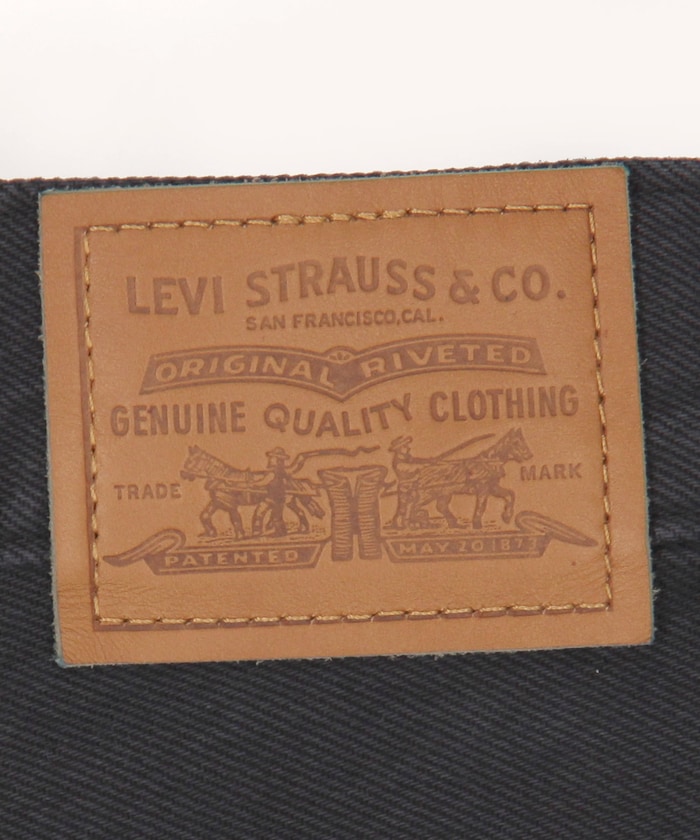 LEVI STRAUSS & CO.
SAN FRANCISCO, CAL.
ORIGINAL RIVETED
GENUINE QUALITY CLOTHING
TRADE MARK
PATENTED MAY 20 1873